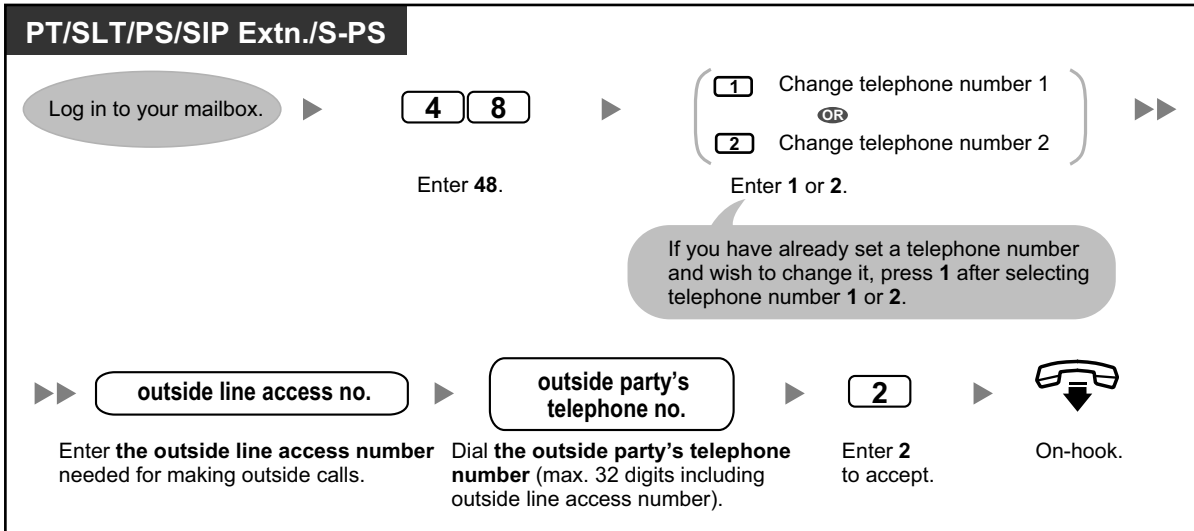 PT/SLT/PS/SIP Extn./S-PS
Log in to your mailbox.
4 8
Enter 48.
1 Change telephone number 1
OR
2 Change telephone number 2
Enter 1 or 2.
If you have already set a telephone number
and wish to change it, press 1 after selecting
telephone number 1 or 2.
outside line access no.
Enter the outside line access number
needed for making outside calls.
outside party's
telephone no.
Dial the outside party's telephone
number (max. 32 digits including
outside line access number).
2
Enter 2
to accept.
On-hook.